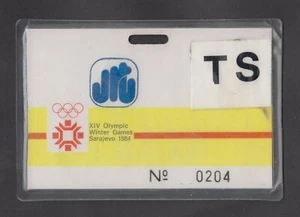 TS
XIV Olympic
Winter Games
Sarajevo 1984
Nº 0204